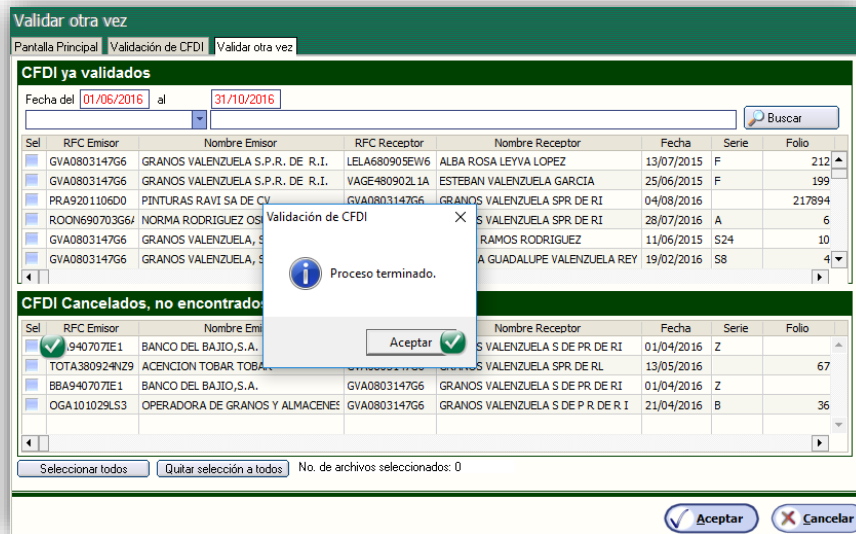 Validar otra vez
Pantalla Principal Validación de CFDI Validar otra vez
CFDI ya validados
Fecha del 01/06/2016 al 31/10/2016
Buscar
Sel RFC Emisor Nombre Emisor RFC Receptor Nombre Receptor Fecha Serie Folio
GVA0803147G6 GRANOS VALENZUELA S.P.R. DE R.I. LELA680905EW6 ALBA ROSA LEYVA LOPEZ 13/07/2015 F 212
GVA0803147G6 GRANOS VALENZUELA S.P.R. DE R.I. VAGE480902L1A ESTEBAN VALENZUELA GARCIA 25/06/2015 F 199
PRA9201106D0 PINTURAS RAVI SA DE CV GVA0803147G6 GRANOS VALENZUELA SPR DE RI 04/08/2016 217894
ROON690703G6 NORMA RODRIGUEZ VALENZUELA SPR DE RI 28/07/2016 A 6
GVA0803147G6 GRANOS VALENZUELA, RAMOS RODRIGUEZ 11/06/2015 S24 10
GVA0803147G6 GRANOS VALENZUELA, GUADALUPE VALENZUELA REY 19/02/2016 S8 4
Validación de CFDI
Proceso terminado.
Aceptar
CFDI Cancelados, no encontrados
Sel RFC Emisor Nombre Nombre Receptor Fecha Serie Folio
940707IE1 BANCO DEL BAJIO,S.A. VALENZUELA S DE PR DE RI 01/04/2016 Z
TOTA380924NZ9 ACENCION TOBAR TOBAR GVA0803147G6 GRANOS VALENZUELA SPR DE RL 13/05/2016 67
BBA940707IE1 BANCO DEL BAJIO,S.A. GVA0803147G6 GRANOS VALENZUELA S DE PR DE RI 01/04/2016 Z
OGA101029LS3 OPERADORA DE GRANOS Y ALMACENES GVA0803147G6 GRANOS VALENZUELA S DE P R DE R I 21/04/2016 B 36
Seleccionar todos Quitar selección a todos No. de archivos seleccionados: 0
Aceptar Cancelar